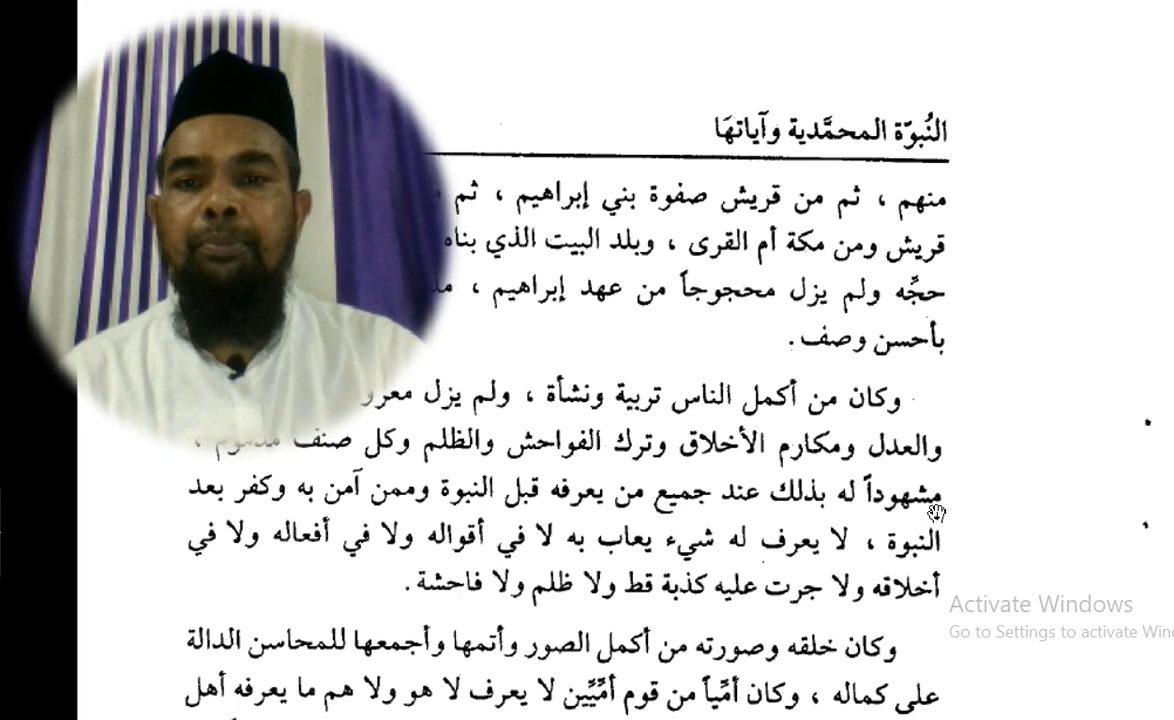 النُبوّة المحمَّدية وآياتهَا
منهم ، ثم من قريش صفوة بني إبراهيم ، ثم
قريش ومن مكة أم القرى ، وبلد البيت الذي بناه
حجِّه ولم يزل محجوجاً من عهد إبراهيم ،
بأحسن وصف .
وكان من أكمل الناس تربية ونشأة ، ولم يزل
والعدل ومكارم الأخلاق وترك الفواحش والظلم وكل صنف مذموم ،
مشهوداً له بذلك عند جميع من يعرفه قبل النبوة وممن آمن به وكفر بعد
النبوة ، لا يعرف له شيء يعاب به لا في أقواله ولا في أفعاله ولا في
أخلاقه ولا جرت عليه كذبة قط ولا ظلم ولا فاحشة .
وكان خلقه وصورته من أكمل الصور وأتمها وأجمعها للمحاسن الدالة
على كماله ، وكان أمِّياً من قوم أمِّيِّين لا يعرف لا هو ولا هم ما يعرفه أهل
Activate Windows
Go to Settings to activate